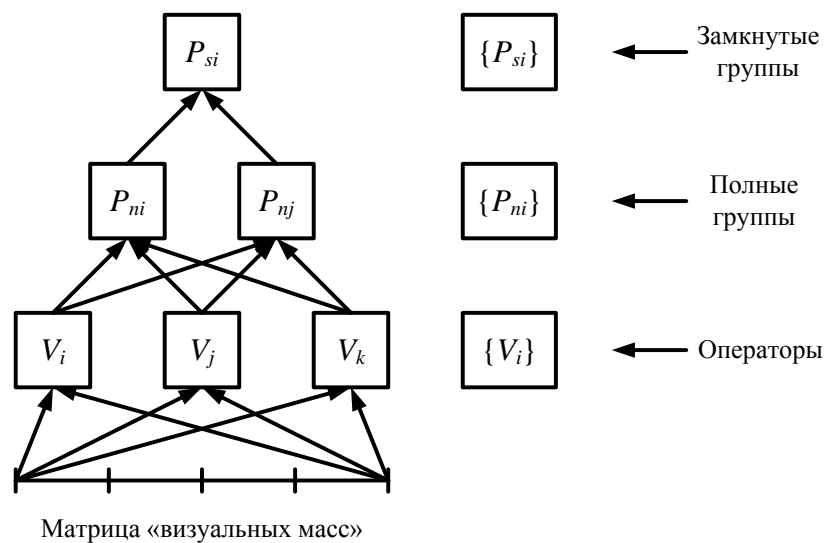 P_si {P_si} Замкнутые
группы
P_ni P_nj {P_ni} Полные
группы
V_i V_j V_k {V_i} Операторы
Матрица «визуальных масс»